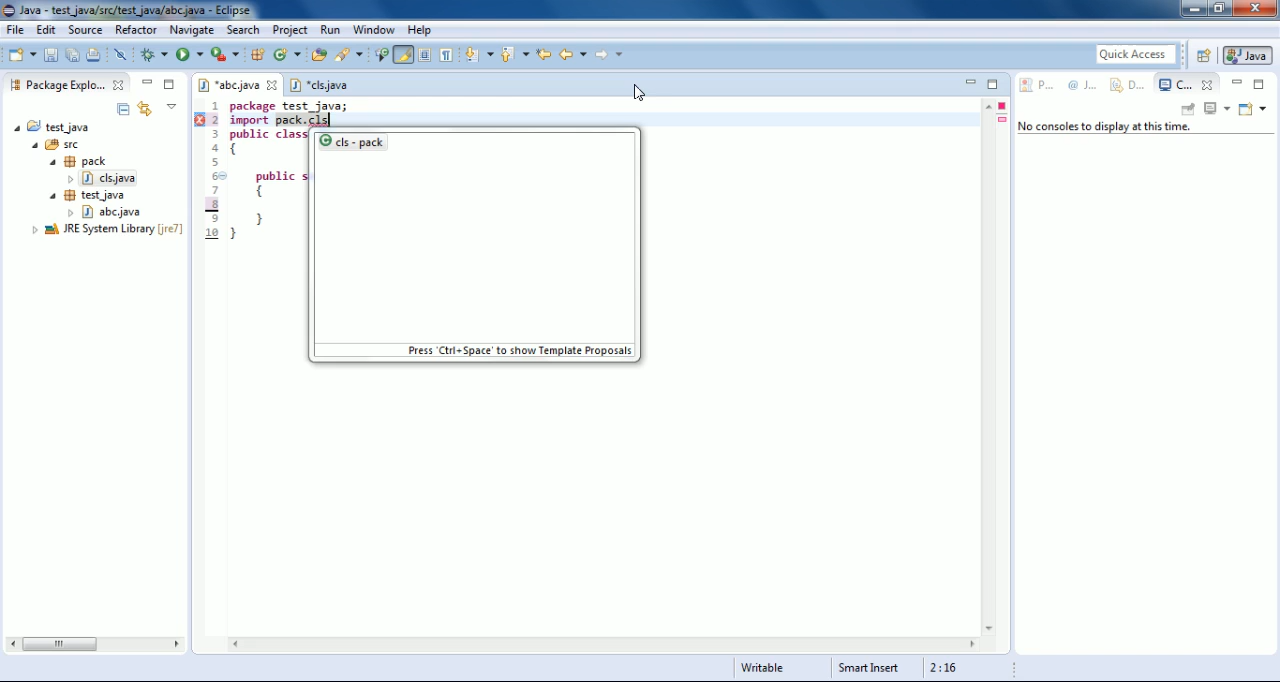 Java - test_java/src/test_java/abc.java - Eclipse
File Edit Source Refactor Navigate Search Project Run Window Help
Quick Access Java
Package Explo... *abc.java *cls.java P... @ J... D... C...
test_java
src
pack
cls.java
test_java
abc.java
JRE System Library [jre7]
1 package test_java;
2 import pack.cls
3 public class
4 {
5
6 public s
7 {
8
9 }
10 }
cls - pack
Press 'Ctrl+Space' to show Template Proposals
No consoles to display at this time.
Writable Smart Insert 2 : 16